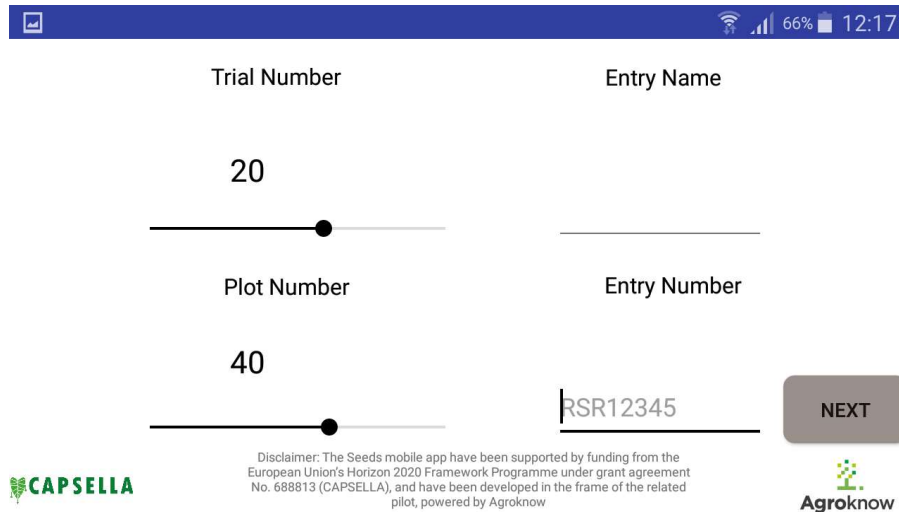 66% 12:17
Trial Number
Entry Name
20
Plot Number
Entry Number
40
RSR12345
NEXT
Disclaimer: The Seeds mobile app have been supported by funding from the
European Union's Horizon 2020 Framework Programme under grant agreement
No. 688813 (CAPSELLA), and have been developed in the frame of the related
pilot, powered by Agroknow
CAPSELLA
Agroknow